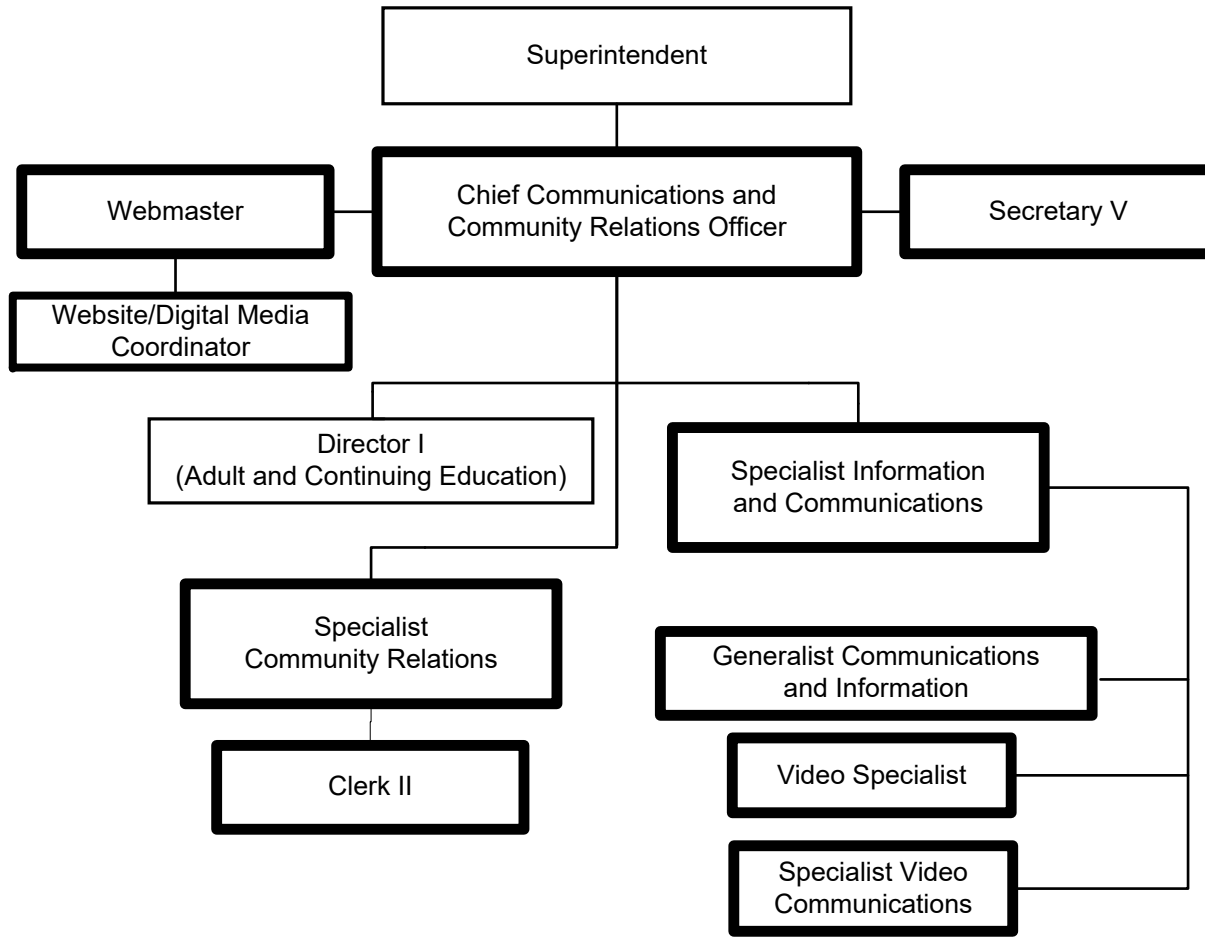 Superintendent
Chief Communications and
Community Relations Officer
Webmaster
Secretary V
Website/Digital Media
Coordinator
Director I
(Adult and Continuing Education)
Specialist Information
and Communications
Specialist
Community Relations
Generalist Communications
and Information
Clerk II
Video Specialist
Specialist Video
Communications